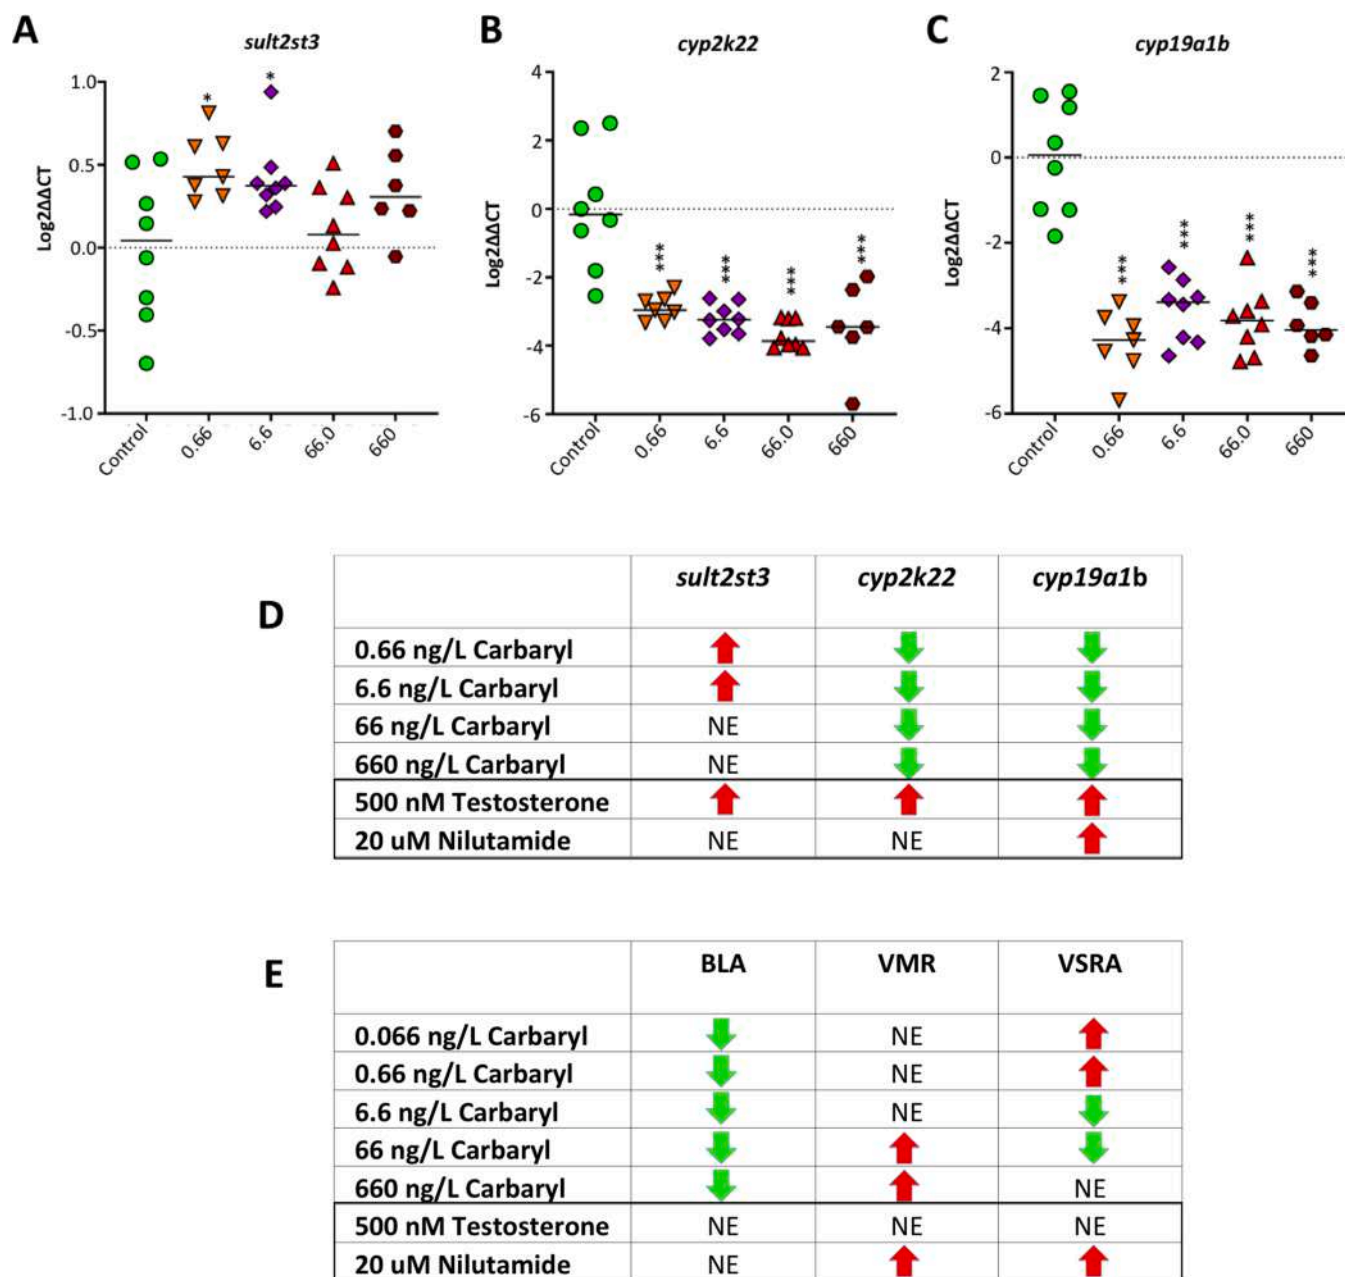 A
sult2st3
Log2ΔΔCT
1.0
0.5
0.0
-0.5
-1.0
*
*
Control
0.66
6.6
66.0
660
B
cyp2k22
Log2ΔΔCT
4
2
0
-2
-4
-6
***
***
***
***
Control
0.66
6.6
66.0
660
C
cyp19a1b
Log2ΔΔCT
2
0
-2
-4
-6
***
***
***
***
Control
0.66
6.6
66.0
660
D
sult2st3 cyp2k22 cyp19a1b
0.66 ng/L Carbaryl
6.6 ng/L Carbaryl
66 ng/L Carbaryl NE
660 ng/L Carbaryl NE
500 nM Testosterone
20 uM Nilutamide NE NE
E
BLA VMR VSRA
0.066 ng/L Carbaryl NE
0.66 ng/L Carbaryl NE
6.6 ng/L Carbaryl NE
66 ng/L Carbaryl
660 ng/L Carbaryl NE
500 nM Testosterone NE NE NE
20 uM Nilutamide NE